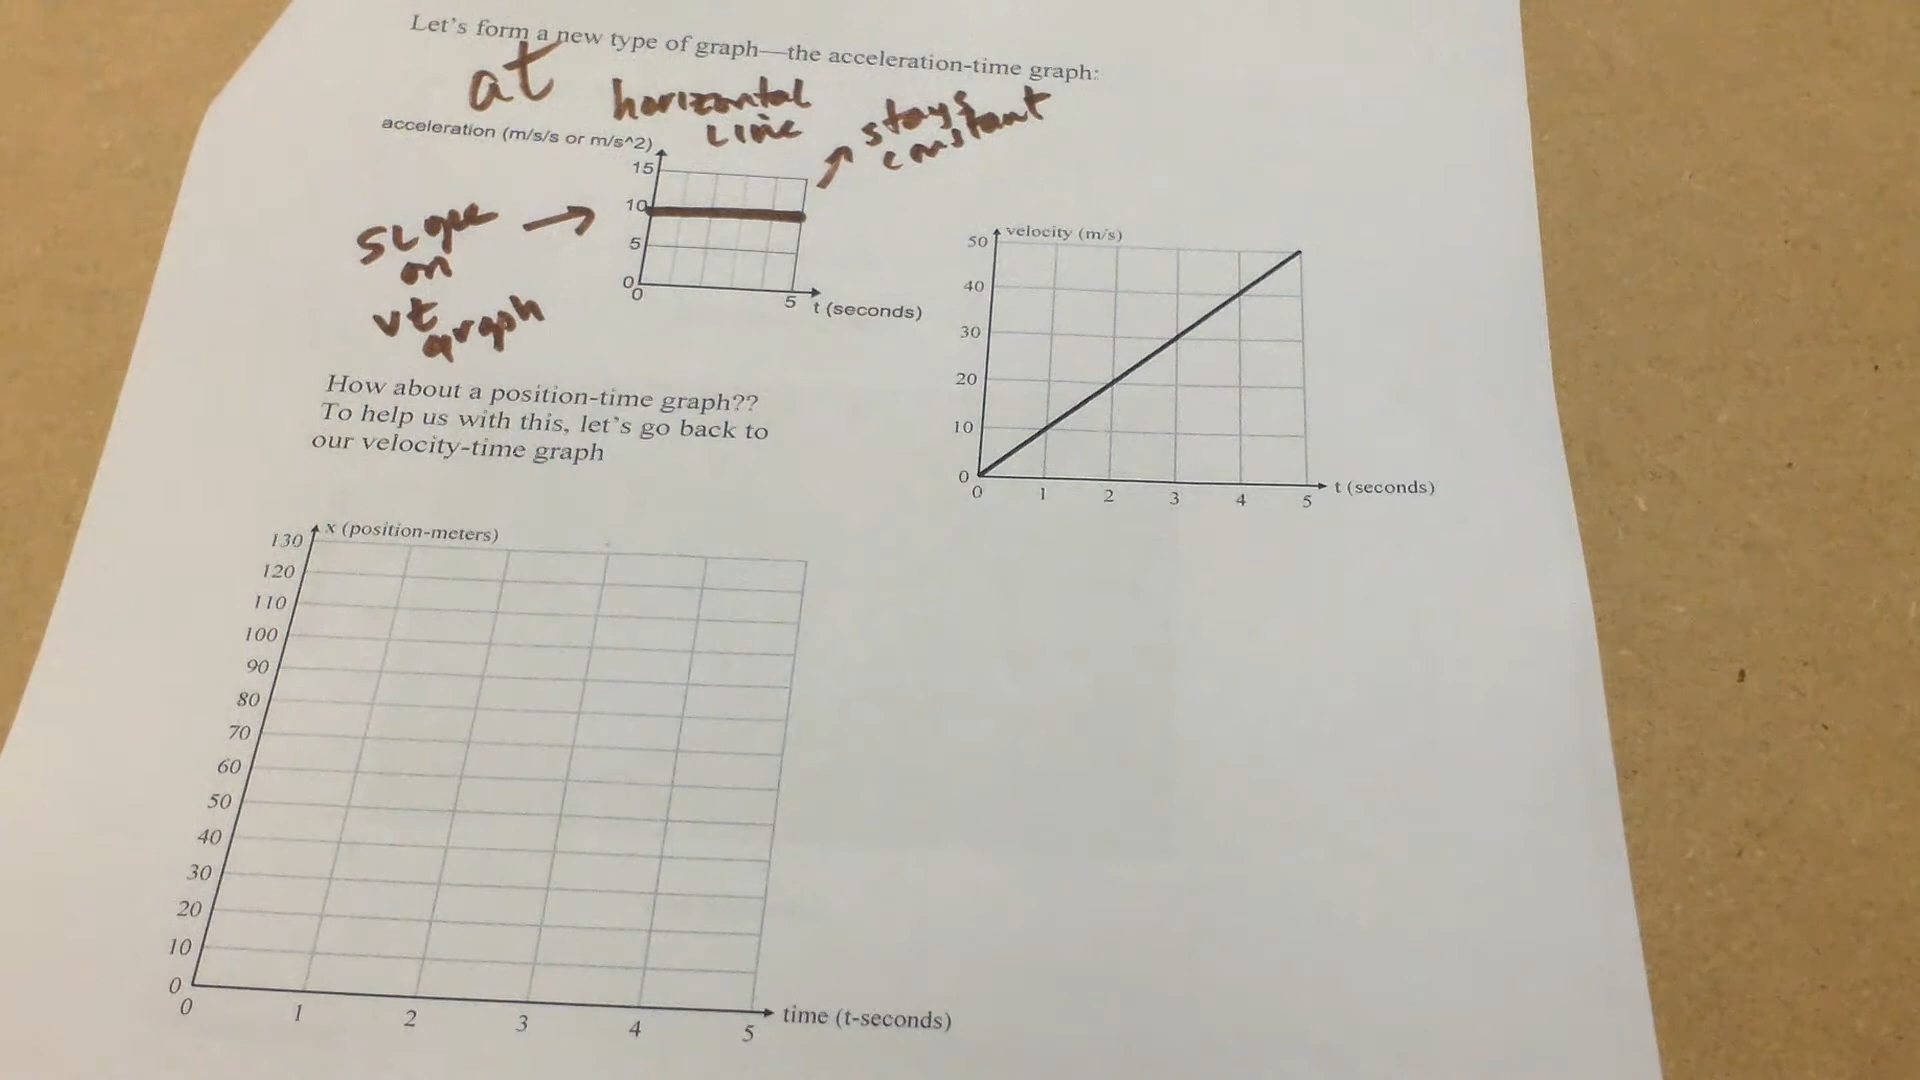 Let's form a new type of graph—the acceleration-time graph:
at
horizontal
line
stays
constant
acceleration (m/s/s or m/s^2)
15
10
5
0
0
5
t (seconds)
slope
on
vt
graph
velocity (m/s)
50
40
30
20
10
0
0
1
2
3
4
5
t (seconds)
How about a position-time graph??
To help us with this, let's go back to
our velocity-time graph
x (position-meters)
130
120
110
100
90
80
70
60
50
40
30
20
10
0
0
1
2
3
4
5
time (t-seconds)